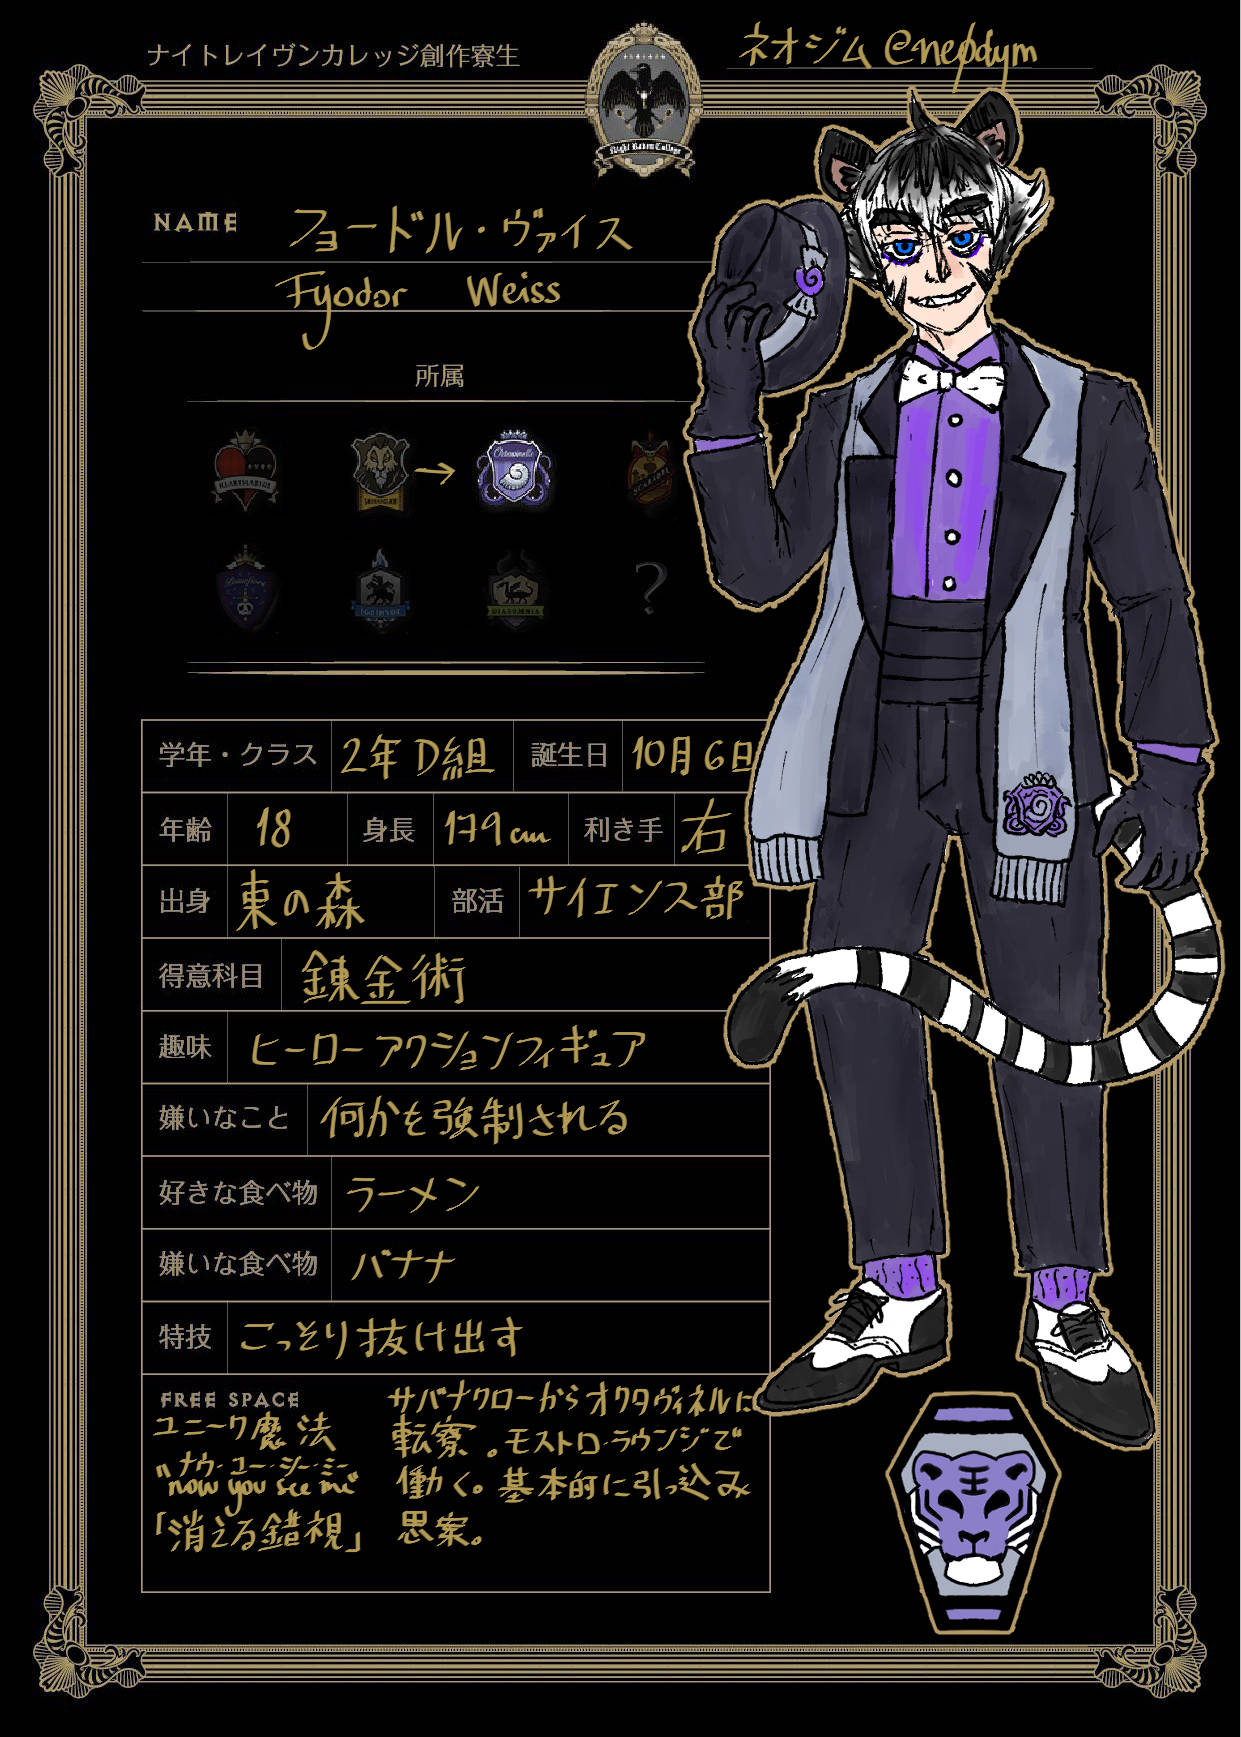 ナイトレイヴンカレッジ創作寮生
ネオジム @neodym
Night Raven College
NAME
フョードル・ヴァイス
Fyodor Weiss
所属
HEARTSLABYUL
→
Octavinelle
SCARABIA
Pomefiore
IGNIHYDE
DIASOMNIA
?
学年・クラス 2年D組 誕生日 10月6日
年齢 18 身長 179cm 利き手 右
出身 東の森 部活 サイエンス部
得意科目 錬金術
趣味 ヒーローアクションフィギュア
嫌いなこと 何かを強制される
好きな食べ物 ラーメン
嫌いな食べ物 バナナ
特技 こっそり抜け出す
FREE SPACE
ユニーク魔法
ナウ・ユー・シー・ミー
"now you see me"
「消える錯視」
サバナクローからオクタヴィネルに
転寮。モストロ・ラウンジで
働く。基本的に引っ込み
思案。